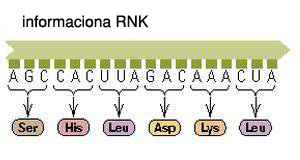 informaciona RNK
A G C C A C U U A G A C A A A C U A
Ser His Leu Asp Lys Leu